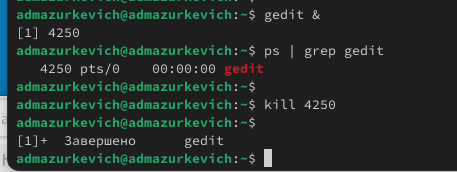 admazurkevich@admazurkevich:~$ gedit &
[1] 4250
admazurkevich@admazurkevich:~$ ps | grep gedit
   4250 pts/0    00:00:00 gedit
admazurkevich@admazurkevich:~$
admazurkevich@admazurkevich:~$ kill 4250
admazurkevich@admazurkevich:~$
[1]+  Завершено      gedit
admazurkevich@admazurkevich:~$